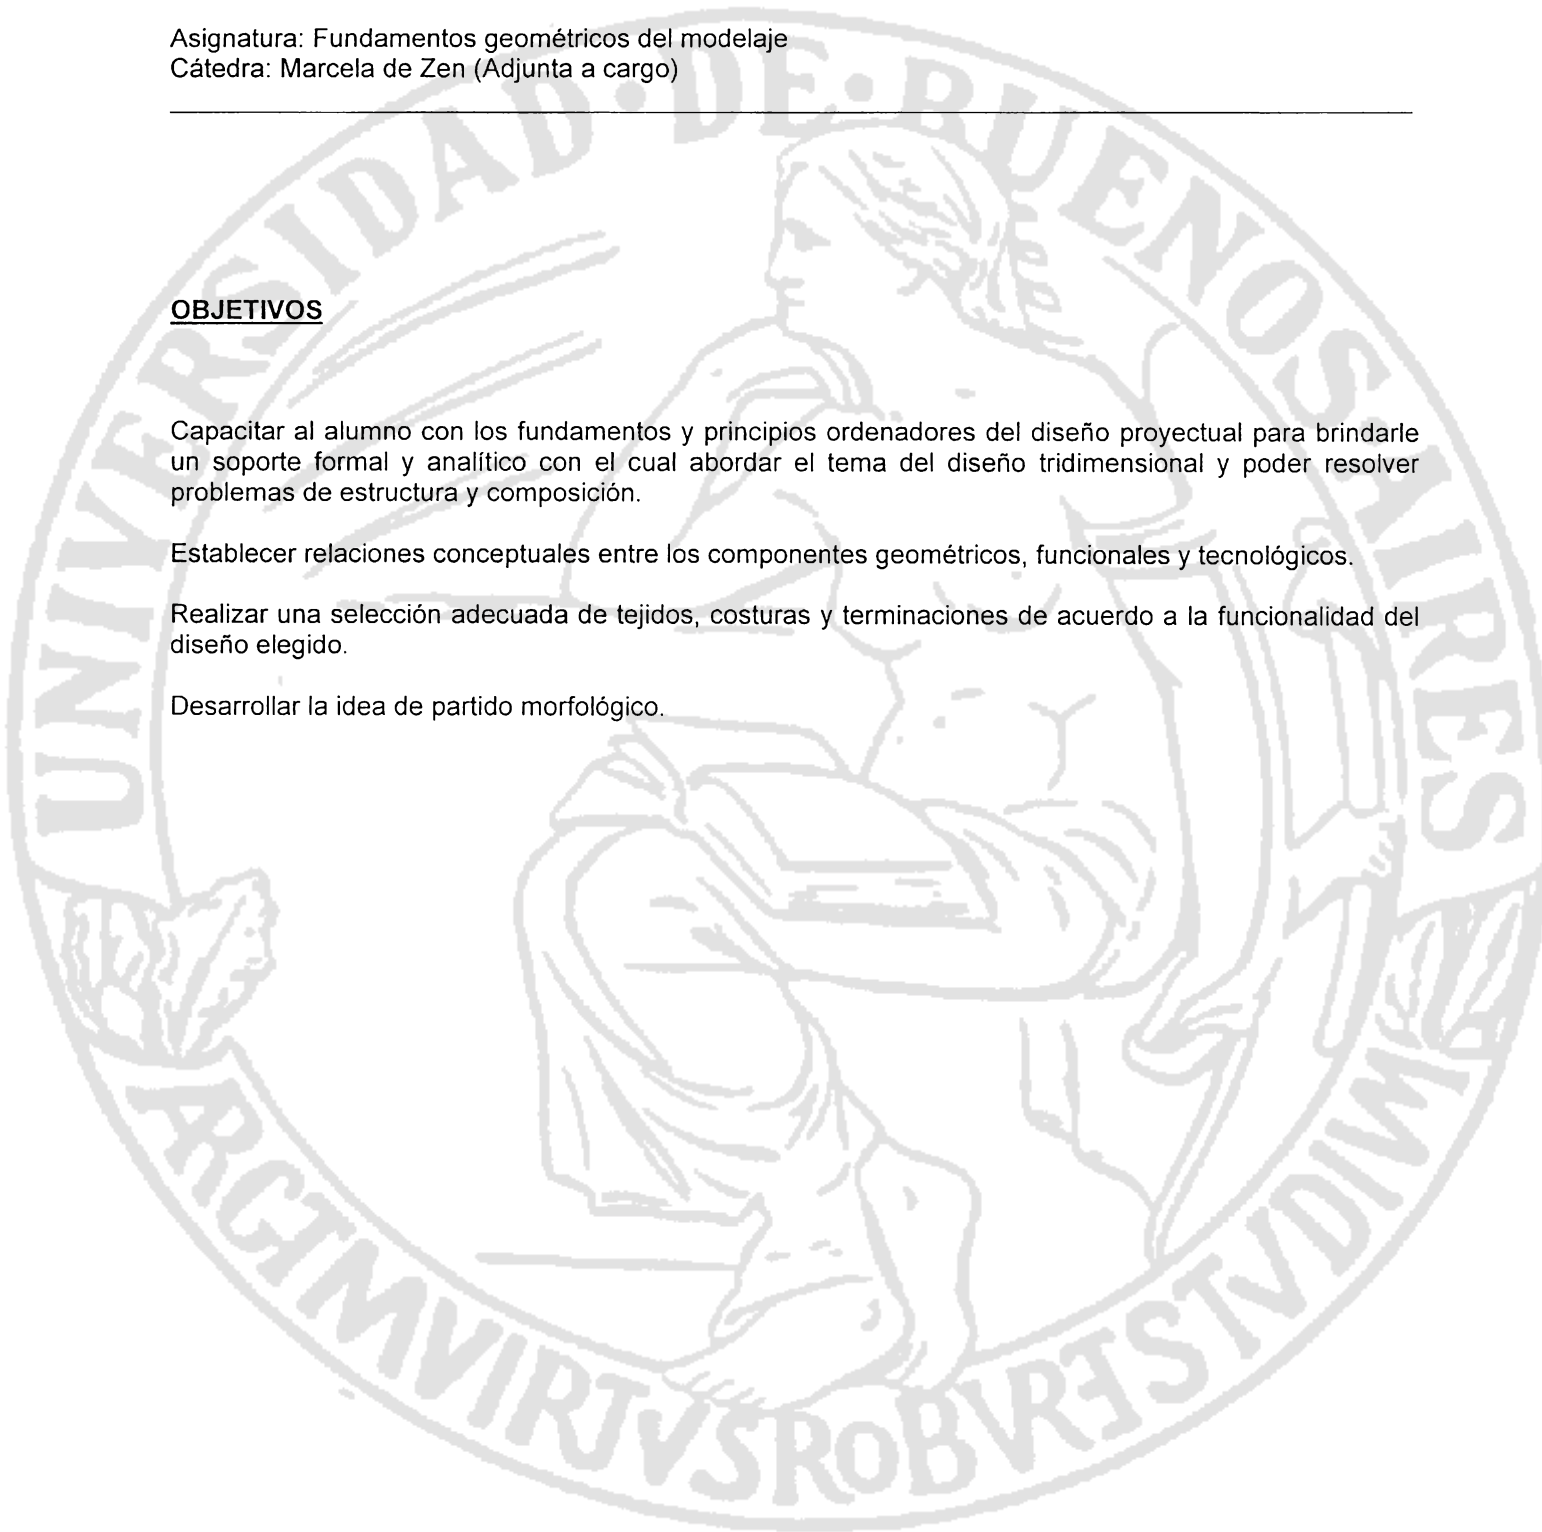 Asignatura: Fundamentos geométricos del modelaje
Cátedra: Marcela de Zen (Adjunta a cargo)
OBJETIVOS
Capacitar al alumno con los fundamentos y principios ordenadores del diseño proyectual para brindarle
un soporte formal y analítico con el cual abordar el tema del diseño tridimensional y poder resolver
problemas de estructura y composición.
Establecer relaciones conceptuales entre los componentes geométricos, funcionales y tecnológicos.
Realizar una selección adecuada de tejidos, costuras y terminaciones de acuerdo a la funcionalidad del
diseño elegido.
Desarrollar la idea de partido morfológico.
UNIVERSIDAD·DE·BUENOS AIRES
ARGTMVIRTVSROBVRETSTVDIVM